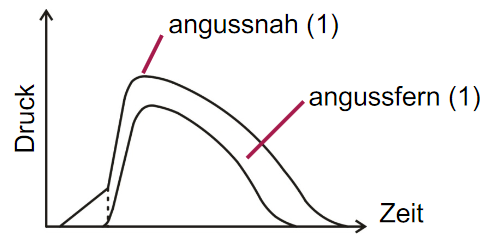 angussnah (1)
angussfern (1)
Druck
Zeit